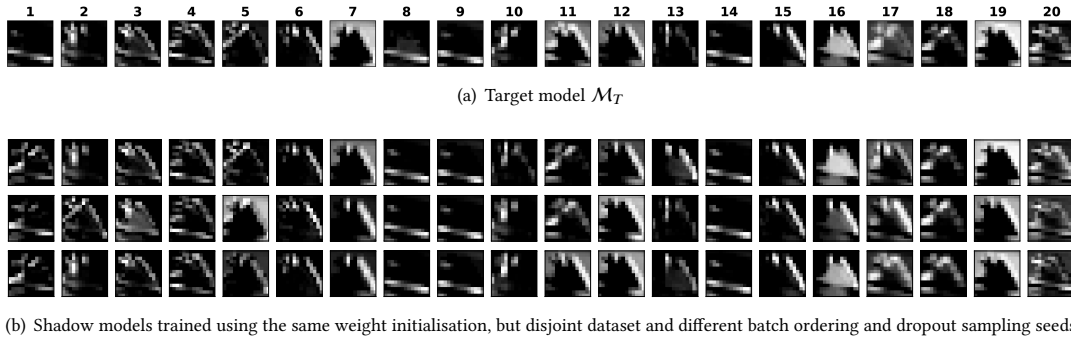 1 2 3 4 5 6 7 8 9 10 11 12 13 14 15 16 17 18 19 20
(a) Target model 𝓜_T
(b) Shadow models trained using the same weight initialisation, but disjoint dataset and different batch ordering and dropout sampling seeds